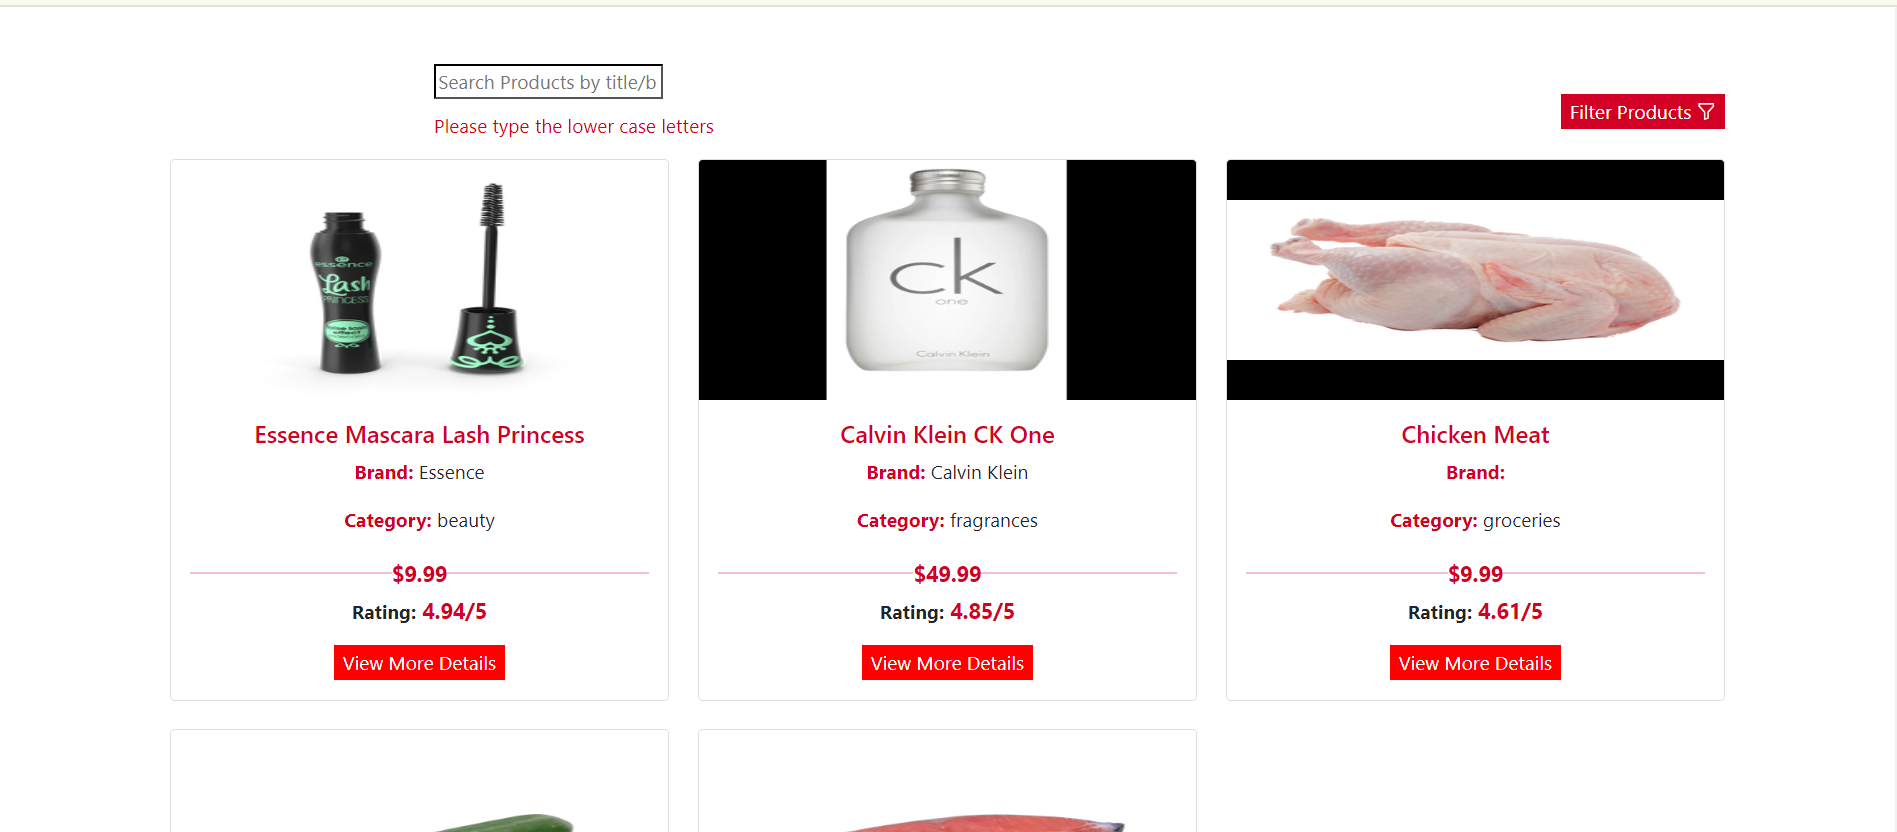 Search Products by title/b
Please type the lower case letters
Filter Products
essence
Lash
PRINCESS
false lash
effect
ck
one
Calvin Klein
Essence Mascara Lash Princess
Brand: Essence
Category: beauty
$9.99
Rating: 4.94/5
View More Details
Calvin Klein CK One
Brand: Calvin Klein
Category: fragrances
$49.99
Rating: 4.85/5
View More Details
Chicken Meat
Brand:
Category: groceries
$9.99
Rating: 4.61/5
View More Details